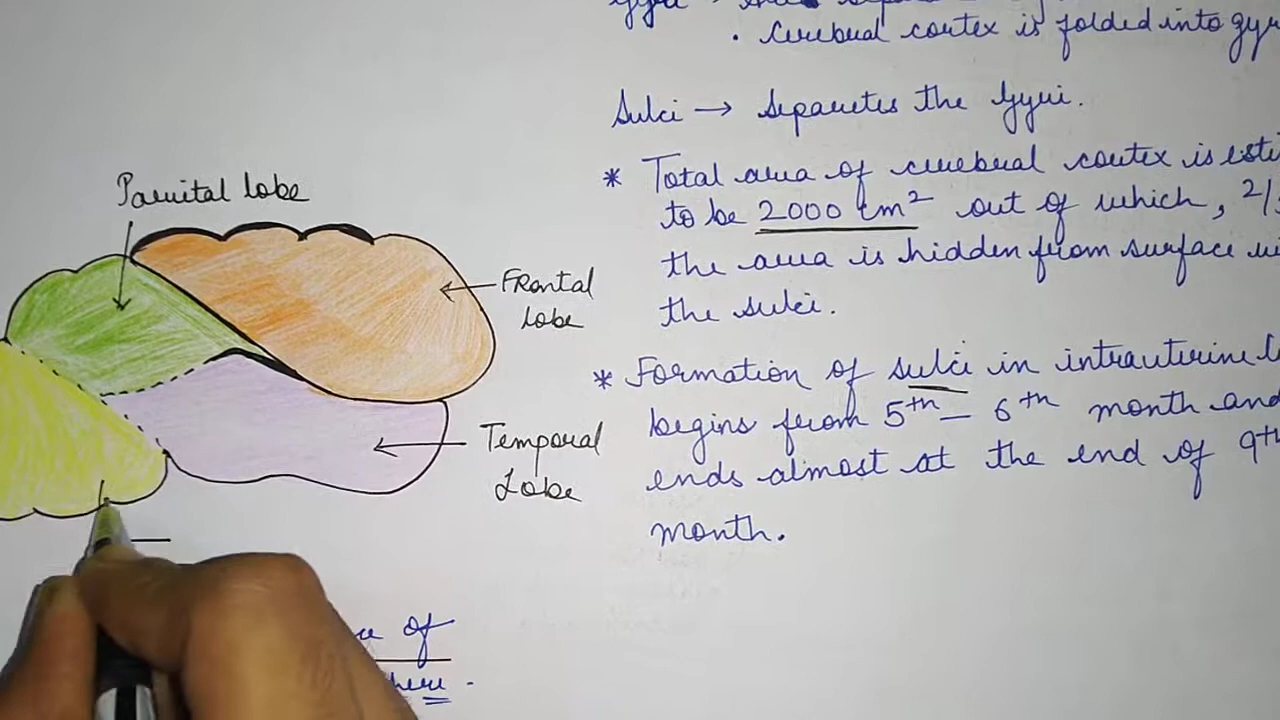 . Cerebral cortex is folded into gyr
Sulci → Separates the Gyri.
* Total area of cerebral cortex is esti
to be 2000 cm² out of which, 2/3
the area is hidden from surface wi
the sulci.
* Formation of sulci in intrauterine l
begins from 5th - 6th month and
ends almost at the end of 9th
month.
Parietal lobe
Frontal
lobe
Temporal
Lobe
of